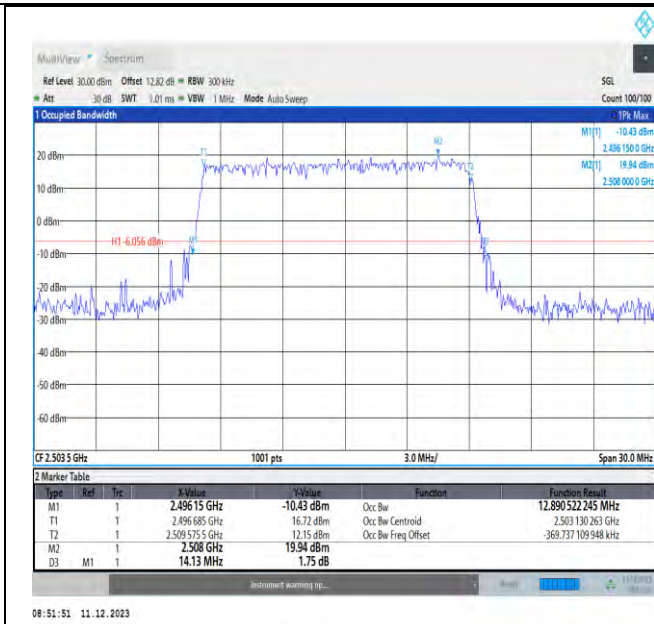 MultiView Spectrum
Ref Level 30.00 dBm Offset 12.82 dB RBW 300 kHz SGL
Att 30 dB SWT 1.01 ms VBW 1 MHz Mode Auto Sweep Count 100/100
1 Occupied Bandwidth 1Pk Max
M1[1] -10.43 dBm
2.496 150 0 GHz
M2[1] 19.94 dBm
2.508 000 0 GHz
M2
T1
20 dBm
10 dBm
0 dBm
H1 -6.056 dBm
M1
-10 dBm
-20 dBm
-30 dBm
-40 dBm
-50 dBm
-60 dBm
CF 2.503 5 GHz 1001 pts 3.0 MHz/ Span 30.0 MHz
2 Marker Table
Type Ref Trc X-Value Y-Value Function Function Result
M1 1 2.496 15 GHz -10.43 dBm Occ Bw 12.890 522 245 MHz
T1 1 2.496 685 GHz 16.72 dBm Occ Bw Centroid 2.503 130 263 GHz
T2 1 2.509 575 5 GHz 12.15 dBm Occ Bw Freq Offset -369.737 109 948 kHz
M2 1 2.508 GHz 19.94 dBm
D3 M1 1 14.13 MHz 1.75 dB
Instrument warming up...
08:51:51 11.12.2023